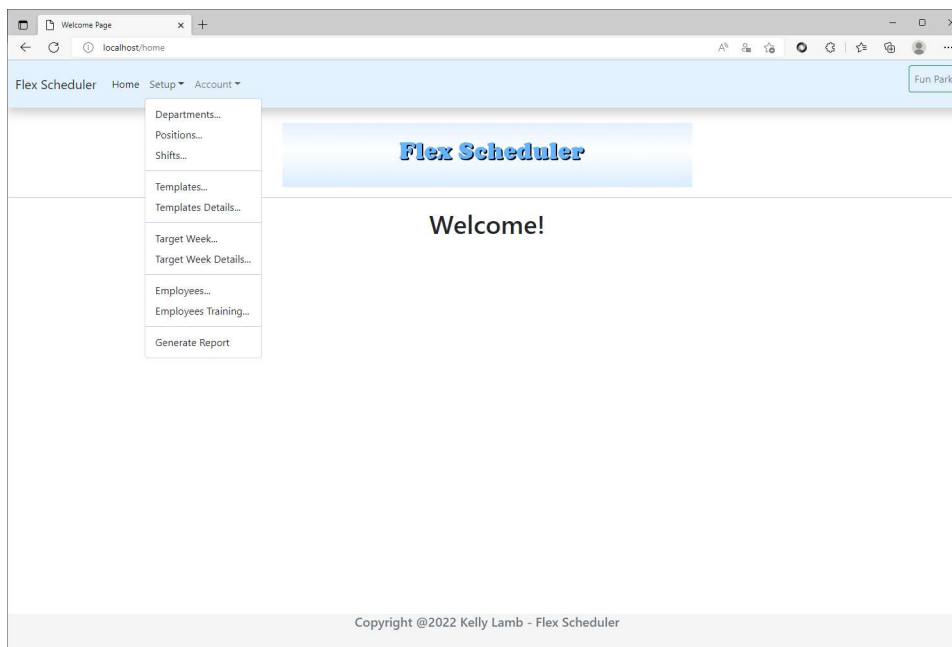 Welcome Page
localhost/home
Flex Scheduler Home Setup Account Fun Park
Departments...
Positions...
Shifts...
Templates...
Templates Details...
Target Week...
Target Week Details...
Employees...
Employees Training...
Generate Report
Flex Scheduler
Welcome!
Copyright @2022 Kelly Lamb - Flex Scheduler